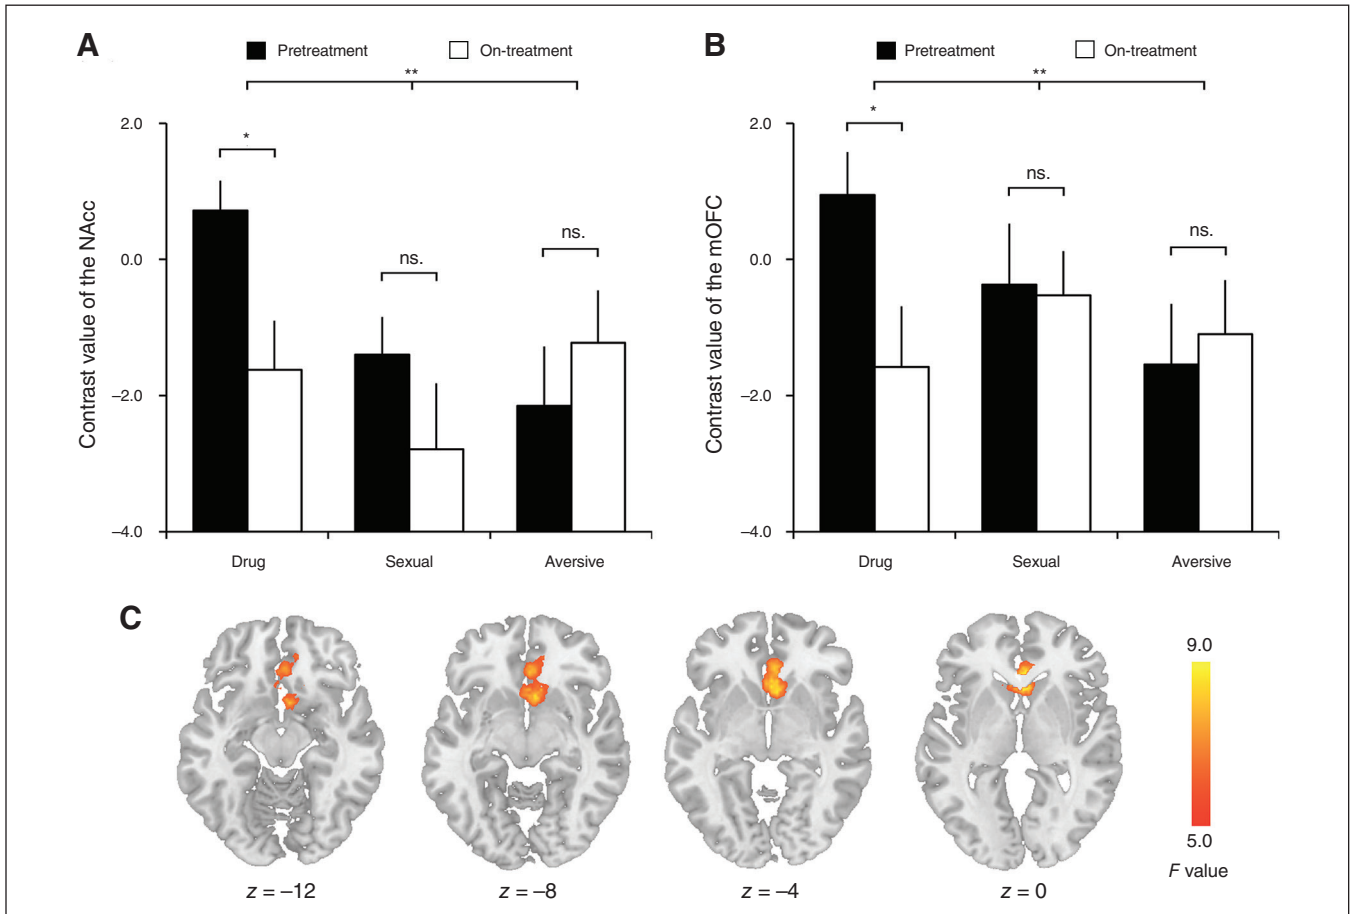 A
Pretreatment
On-treatment
**
*
ns.
ns.
2.0
0.0
–2.0
–4.0
Contrast value of the NAcc
Drug
Sexual
Aversive
B
Pretreatment
On-treatment
**
*
ns.
ns.
2.0
0.0
–2.0
–4.0
Contrast value of the mOFC
Drug
Sexual
Aversive
C
z = –12
z = –8
z = –4
z = 0
9.0
5.0
F value